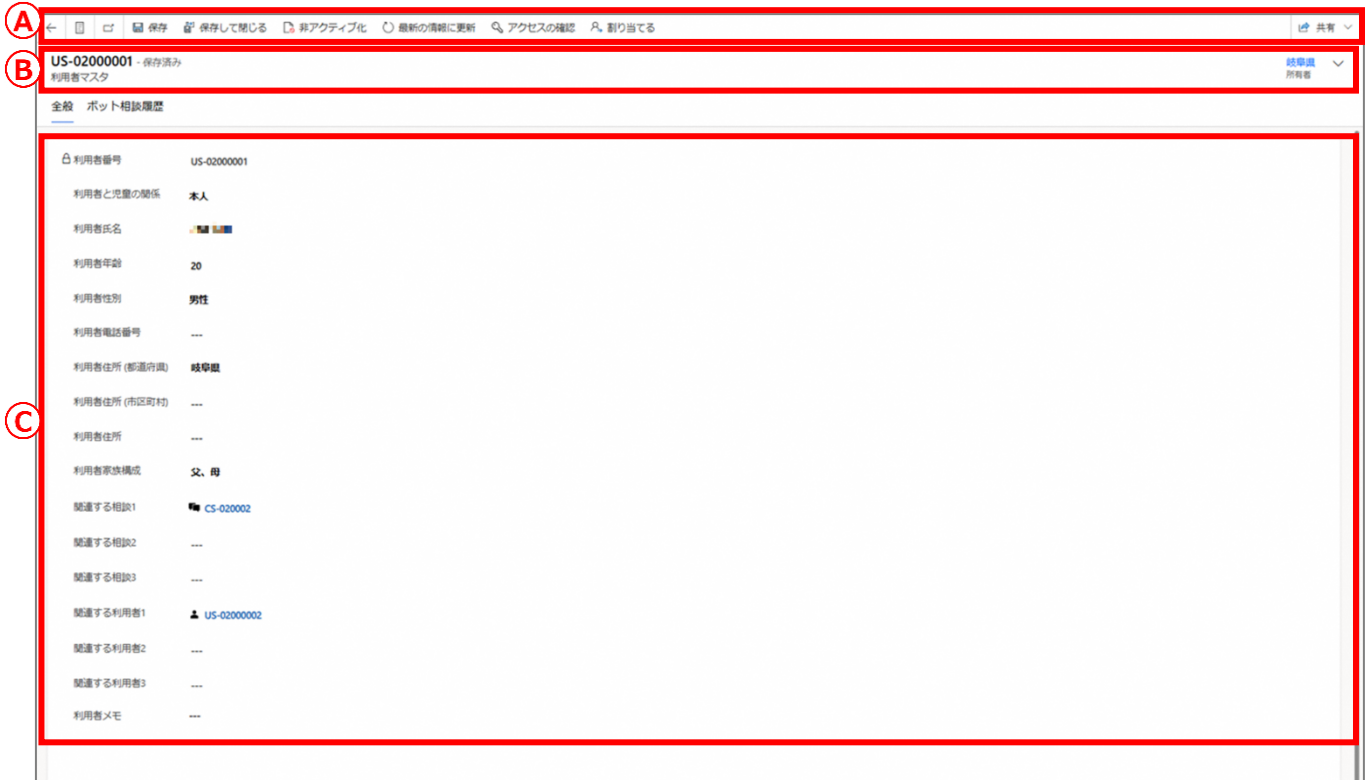 A
保存 保存して閉じる 非アクティブ化 最新の情報に更新 アクセスの確認 割り当てる 共有
B
US-02000001 - 保存済み 岐阜県
利用者マスタ 所有者
全般 ボット相談履歴
C
利用者番号 US-02000001
利用者と児童の関係 本人
利用者氏名
利用者年齢 20
利用者性別 男性
利用者電話番号 ---
利用者住所 (都道府県) 岐阜県
利用者住所 (市区町村) ---
利用者住所 ---
利用者家族構成 父、母
関連する相談1 CS-020002
関連する相談2 ---
関連する相談3 ---
関連する利用者1 US-02000002
関連する利用者2 ---
関連する利用者3 ---
利用者メモ ---